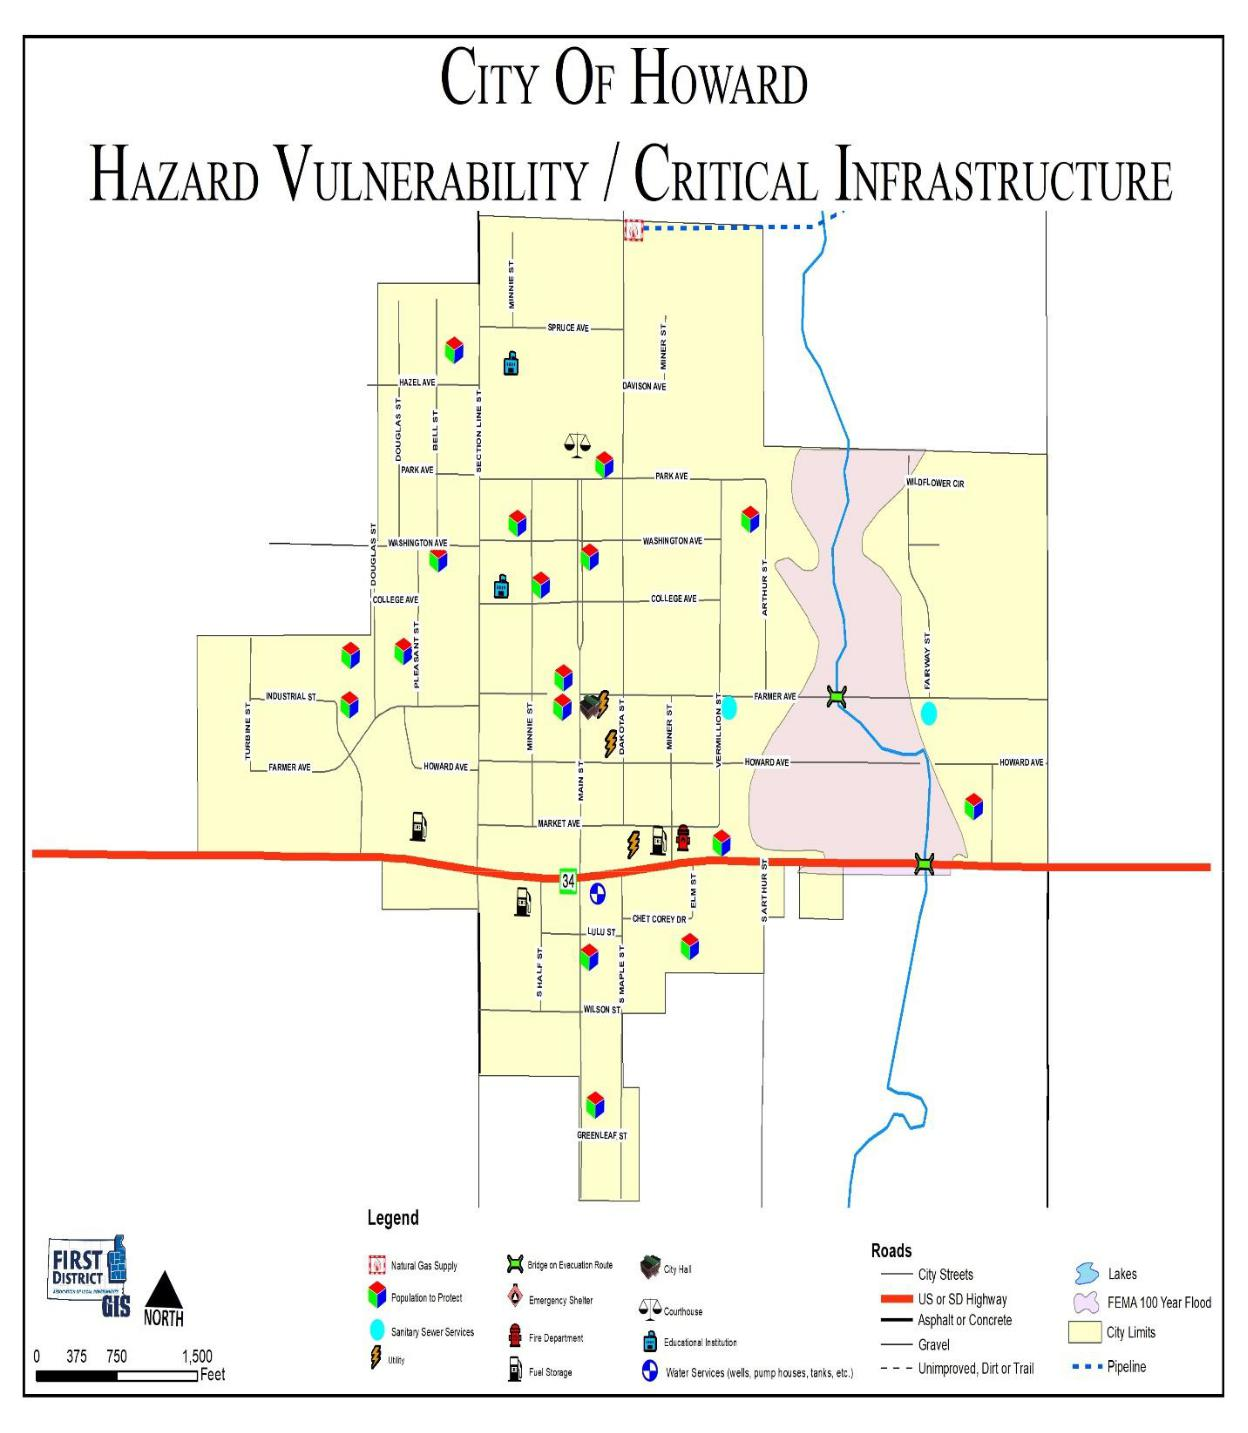 CITY OF HOWARD
HAZARD VULNERABILITY / CRITICAL INFRASTRUCTURE
MINNIE ST
SPRUCE AVE
MINER ST
HAZEL AVE
DAVISON AVE
DOUGLAS ST
BELL ST
SECTION LINE ST
PARK AVE
PARK AVE
WILDFLOWER CIR
DOUGLAS ST
WASHINGTON AVE
WASHINGTON AVE
ARTHUR ST
COLLEGE AVE
COLLEGE AVE
PLEASANT ST
FAIRWAY ST
INDUSTRIAL ST
FARMER AVE
TURBINE ST
MINNIE ST
DAKOTA ST
MINER ST
VERMILLION ST
FARMER AVE
HOWARD AVE
HOWARD AVE
HOWARD AVE
MAIN ST
MARKET AVE
34
ELM ST
S ARTHUR ST
CHET COREY DR
LULU ST
S HALF ST
S MAPLE ST
WILSON ST
GREENLEAF ST
Legend
Natural Gas Supply
Population to Protect
Sanitary Sewer Services
Utility
Bridge on Evacuation Route
Emergency Shelter
Fire Department
Fuel Storage
City Hall
Courthouse
Educational Institution
Water Services (wells, pump houses, tanks, etc.)
Roads
City Streets
US or SD Highway
Asphalt or Concrete
Gravel
Unimproved, Dirt or Trail
Lakes
FEMA 100 Year Flood
City Limits
Pipeline
FIRST
DISTRICT
ASSOCIATION OF LOCAL GOVERNMENTS
GIS
NORTH
0 375 750 1,500
Feet